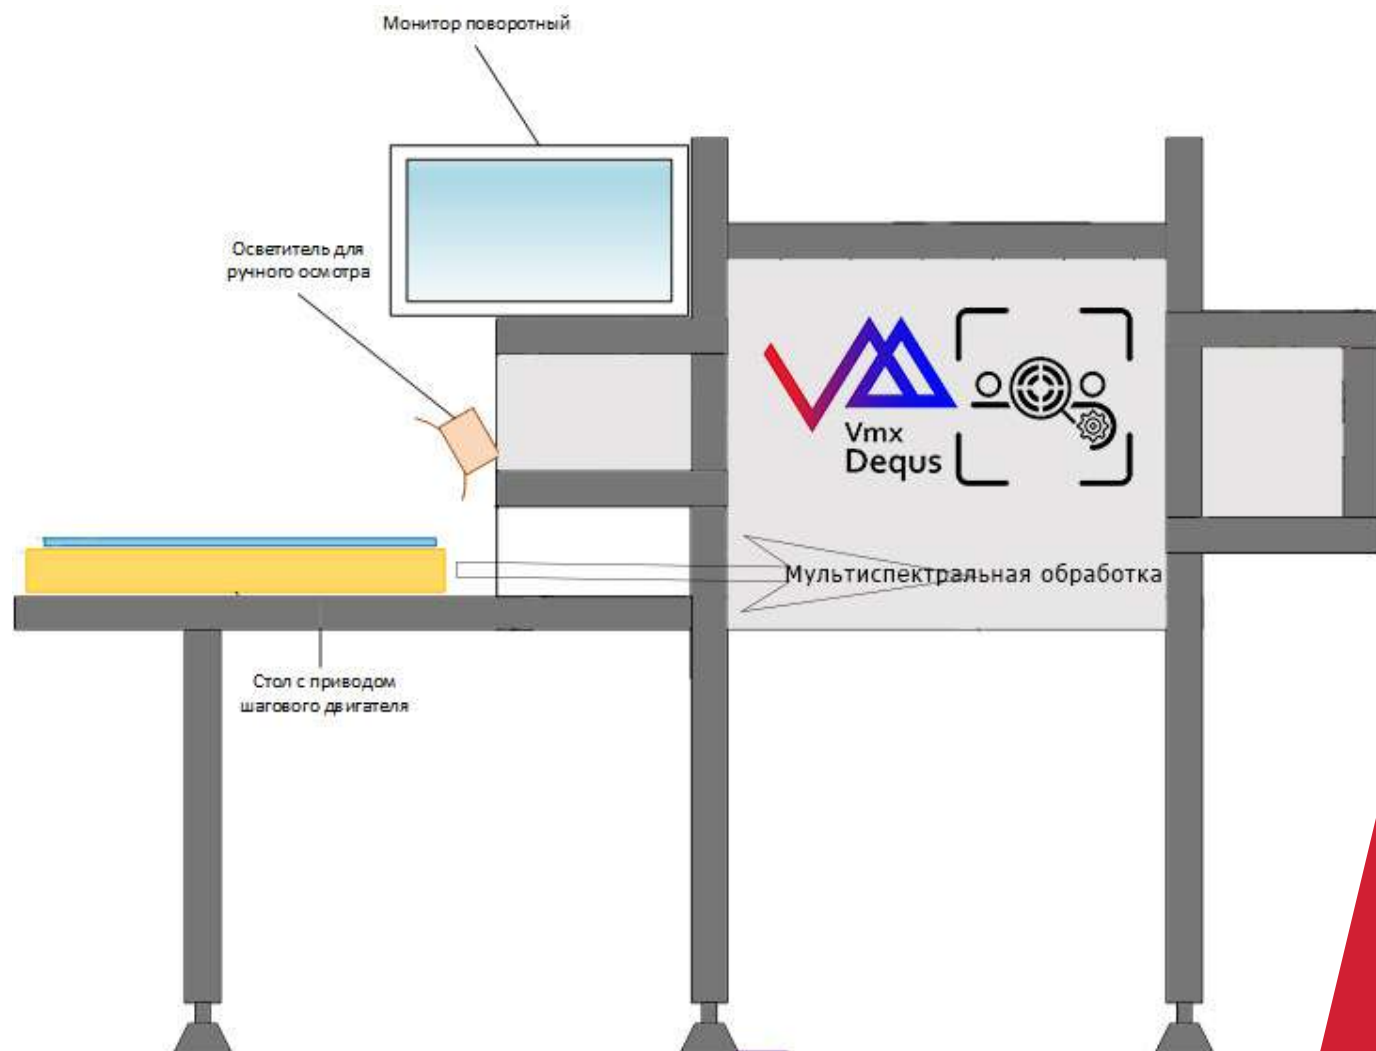 Монитор поворотный
Осветитель для
ручного осмотра
Vmx
Dequs
Мультиспектральная обработка
Стол с приводом
шагового двигателя